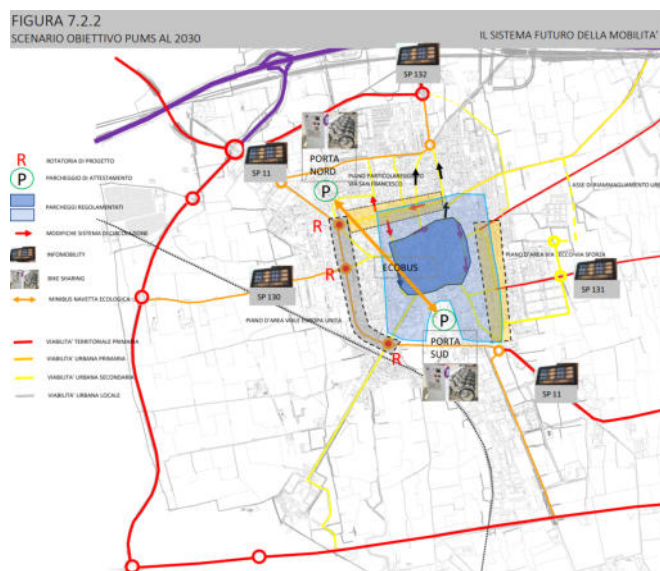 FIGURA 7.2.2
SCENARIO OBIETTIVO PUMS AL 2030
IL SISTEMA FUTURO DELLA MOBILITA'
SP 132
SP 11
PORTA
NORD
P
R
ROTATORIA DI PROGETTO
P
PARCHEGGIO DI ATTESTAMENTO
PARCHEGGI REGOLAMENTATI
MODIFICHE SISTEMA DI CIRCOLAZIONE
INFOMOBILITY
BIKE SHARING
MINIBUS NAVETTA ECOLOGICA
VIABILITA' TERRITORIALE PRIMARIA
VIABILITA' URBANA PRIMARIA
VIABILITA' URBANA SECONDARIA
VIABILITA' URBANA LOCALE
VIA SAN FRANCESCO
R
R
ECOBUS
SP 130
SP 131
PIANO D'AREA VIALE EUROPA UNITA
P
PORTA
SUD
R
SP 11